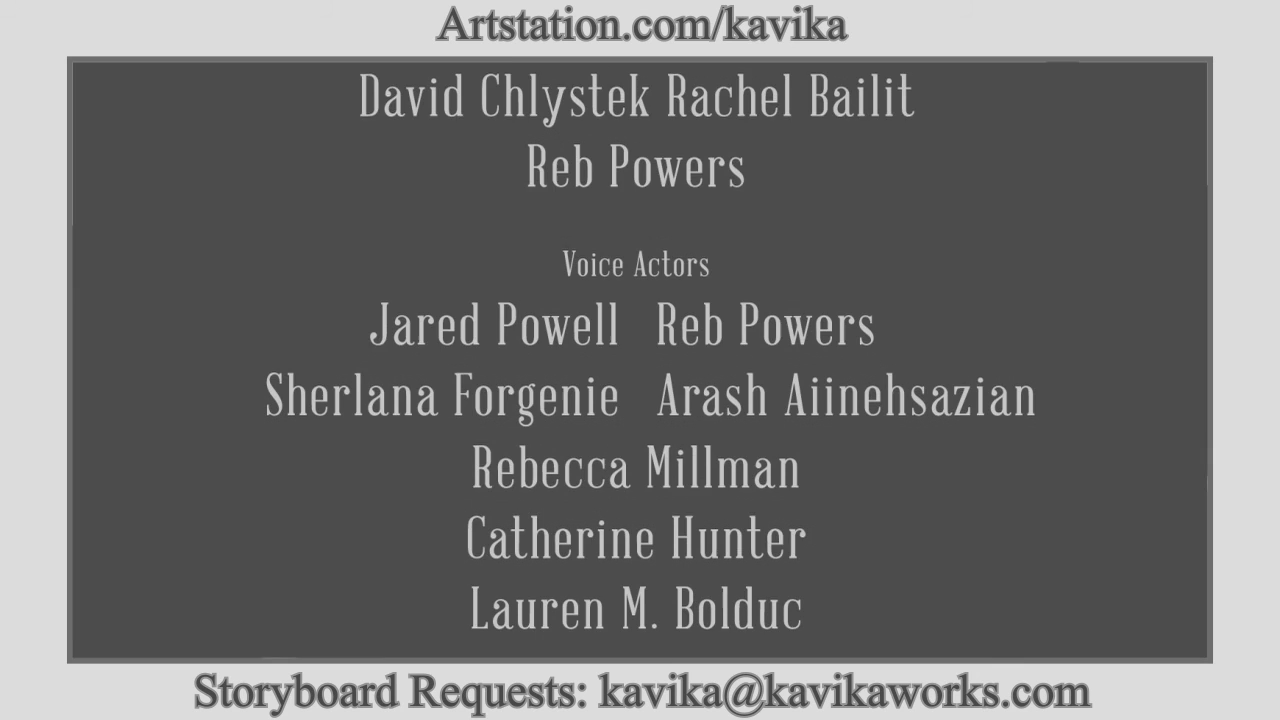 Artstation.com/kavika
David Chlystek Rachel Bailit
Reb Powers
Voice Actors
Jared Powell Reb Powers
Sherlana Forgenie Arash Aiinehsazian
Rebecca Millman
Catherine Hunter
Lauren M. Bolduc
Storyboard Requests: kavika@kavikaworks.com